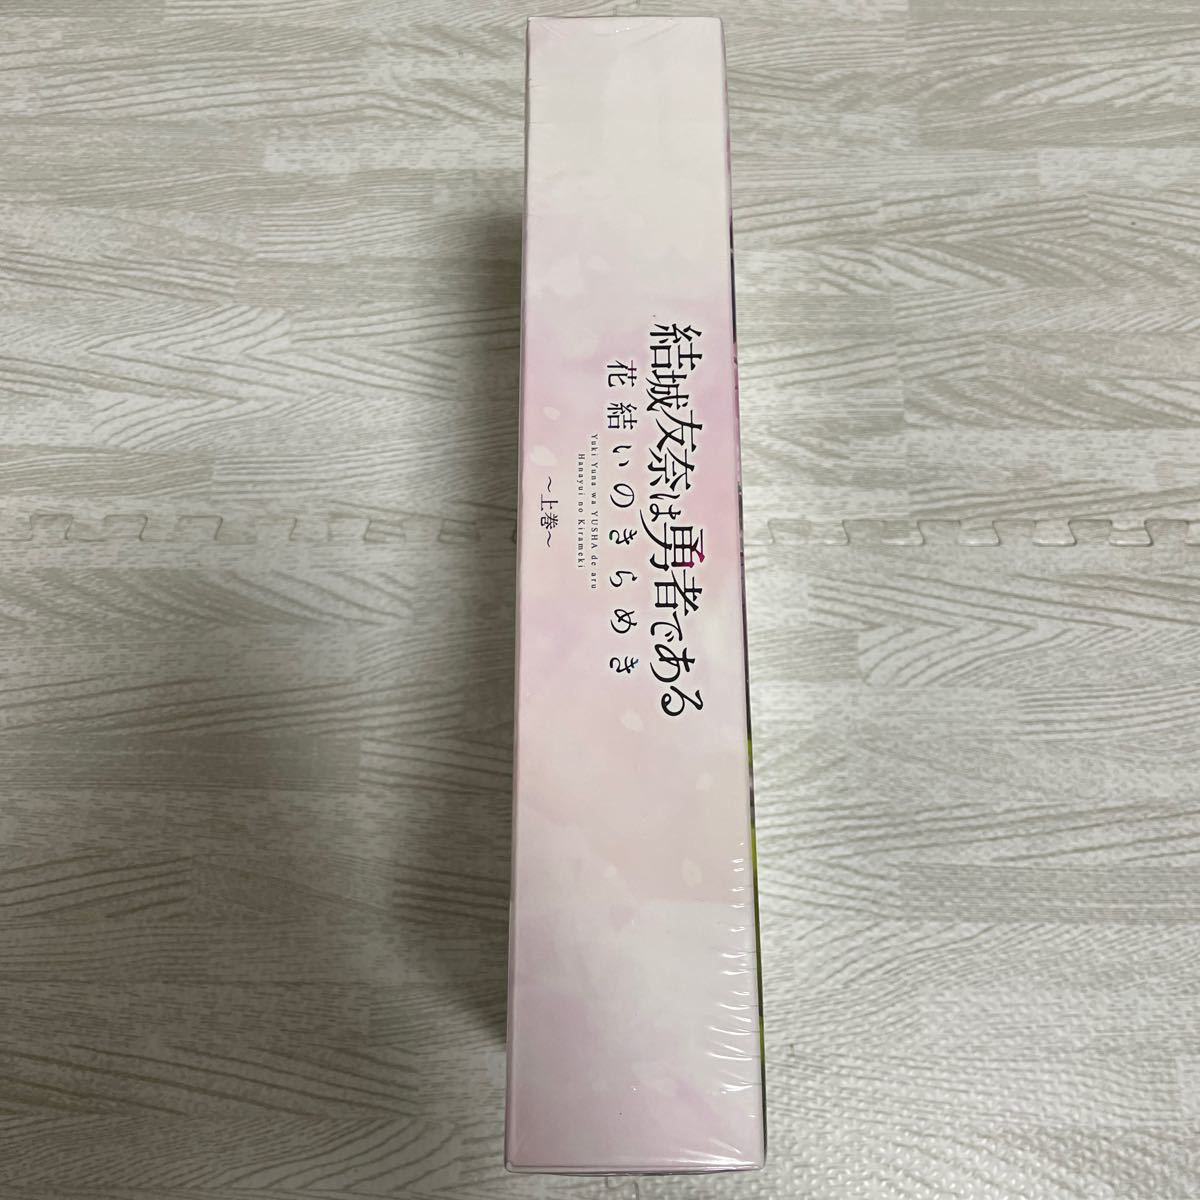 結城友奈は勇者である
花結いのきらめき
Yuki Yuna wa YUSHA de aru
Hanayui no Kirameki
～上巻～